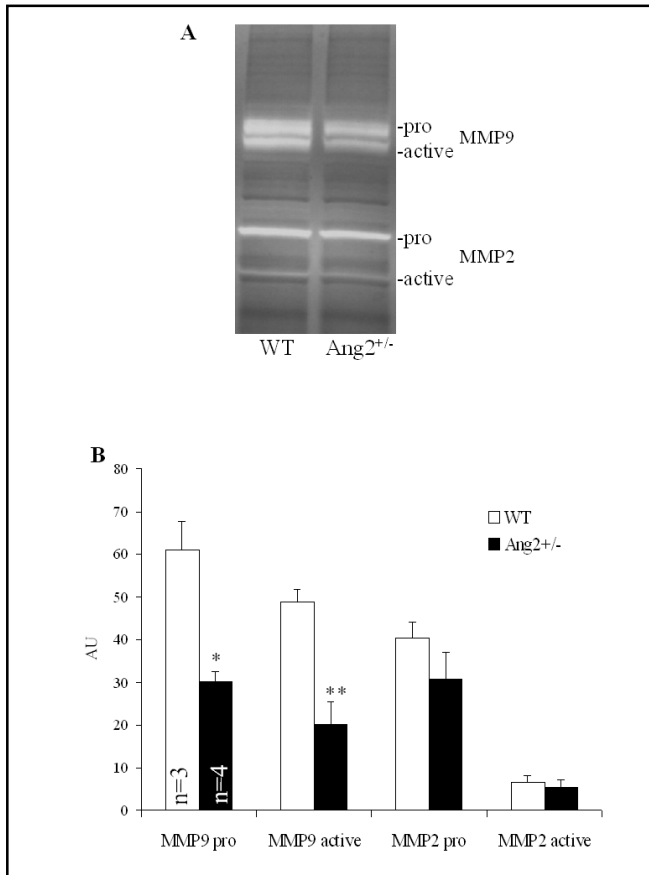 A
-pro
MMP9
-active
-pro
MMP2
-active
WT Ang2+/-
B
80
70
60
50
40
30
20
10
0
AU
WT
Ang2+/-
*
**
n=3
n=4
MMP9 pro MMP9 active MMP2 pro MMP2 active